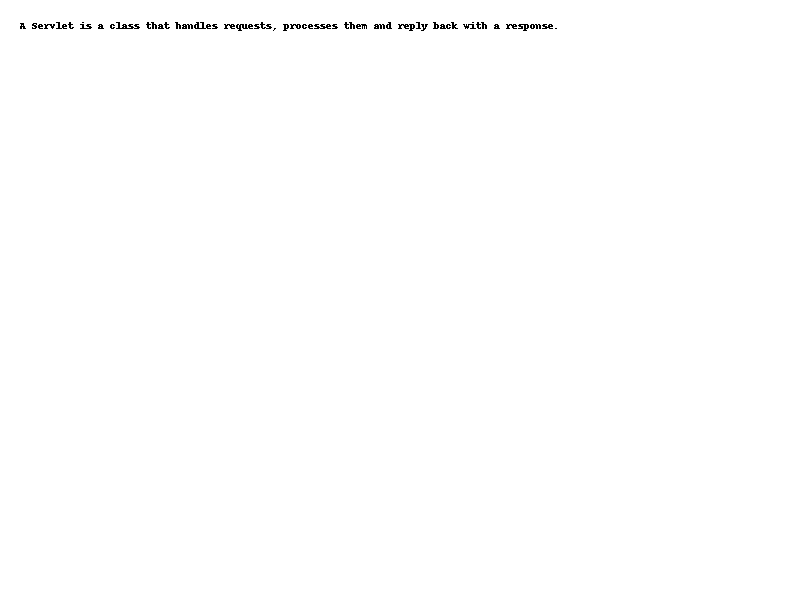 A Servlet is a class that handles requests, processes them and reply back with a response.